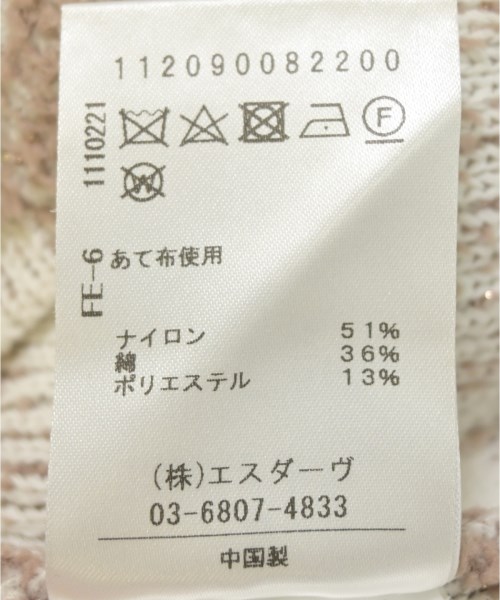 112090082200
1110221
F
W
FE-6
あて布使用
ナイロン 51%
綿 36%
ポリエステル 13%
(株)エスダーヴ
03-6807-4833
中国製